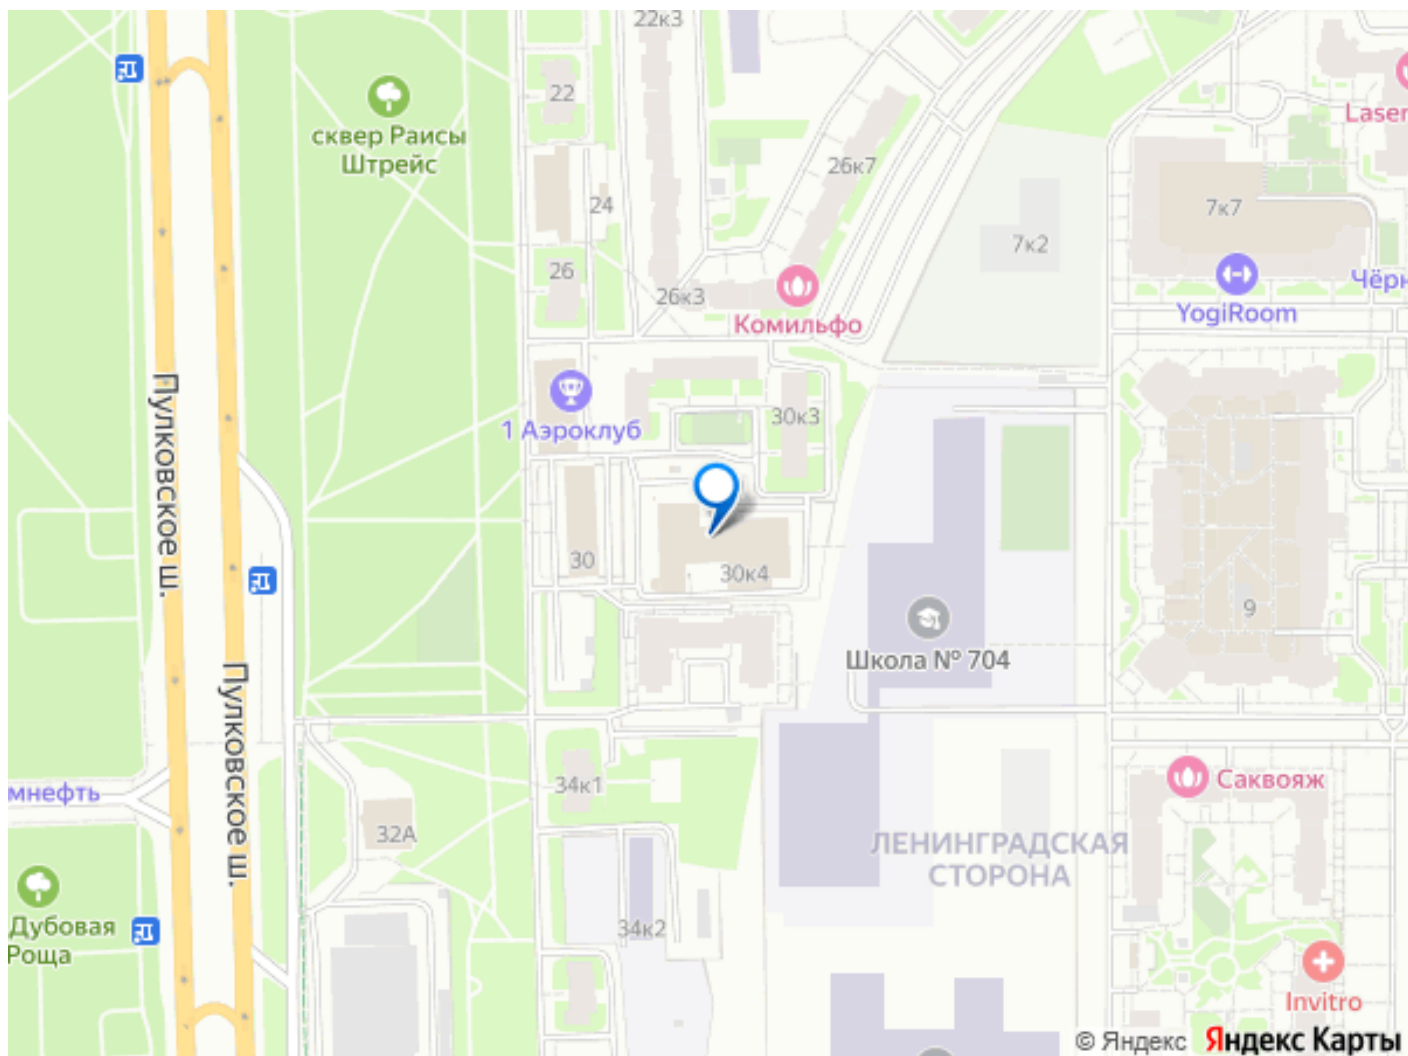 22к3
22
сквер Раисы
Штрейс
Laser
26к7
24
7к7
7к2
26
26к3
Комильфо
Чёрн
YogiRoom
Пулковское ш.
1 Аэроклуб
30к3
30
30к4
9
Школа № 704
Пулковское ш.
34к1
Саквояж
мнефть
32А
ЛЕНИНГРАДСКАЯ
СТОРОНА
Дубовая
Роща
34к2
Invitro
© Яндекс Яндекс Карты